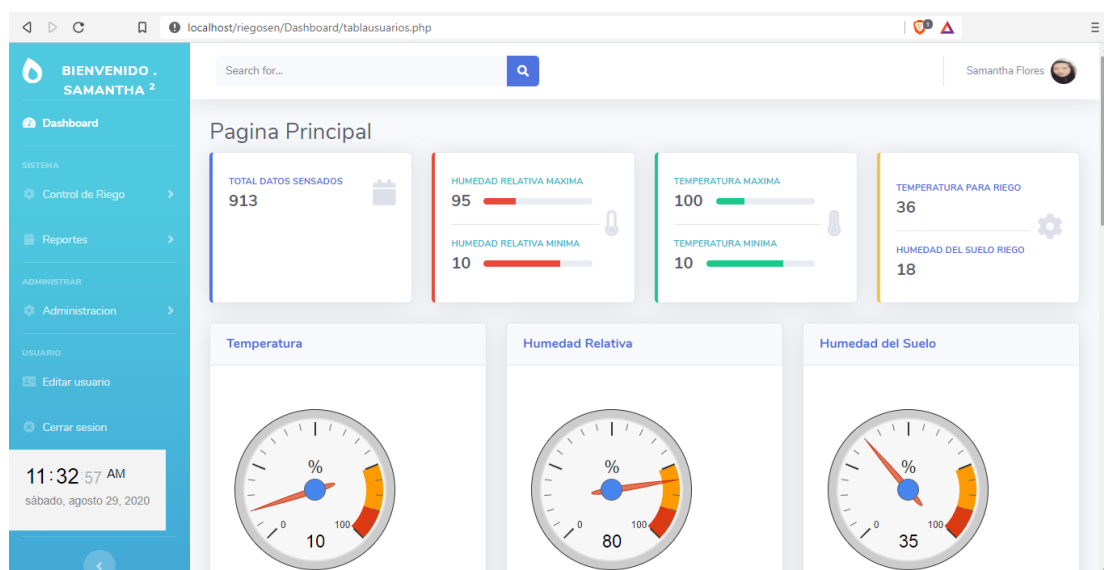 localhost/riegosen/Dashboard/tablausuarios.php
1
BIENVENIDO .
SAMANTHA 2
Dashboard
SISTEMA
Control de Riego
Reportes
ADMINISTRAR
Administracion
USUARIO
Editar usuario
Cerrar sesion
11:32:57 AM
sábado, agosto 29, 2020
Search for...
Samantha Flores
Pagina Principal
TOTAL DATOS SENSADOS
913
HUMEDAD RELATIVA MAXIMA
95
HUMEDAD RELATIVA MINIMA
10
TEMPERATURA MAXIMA
100
TEMPERATURA MINIMA
10
TEMPERATURA PARA RIEGO
36
HUMEDAD DEL SUELO RIEGO
18
Temperatura
%
0 100
10
Humedad Relativa
%
0 100
80
Humedad del Suelo
%
0 100
35